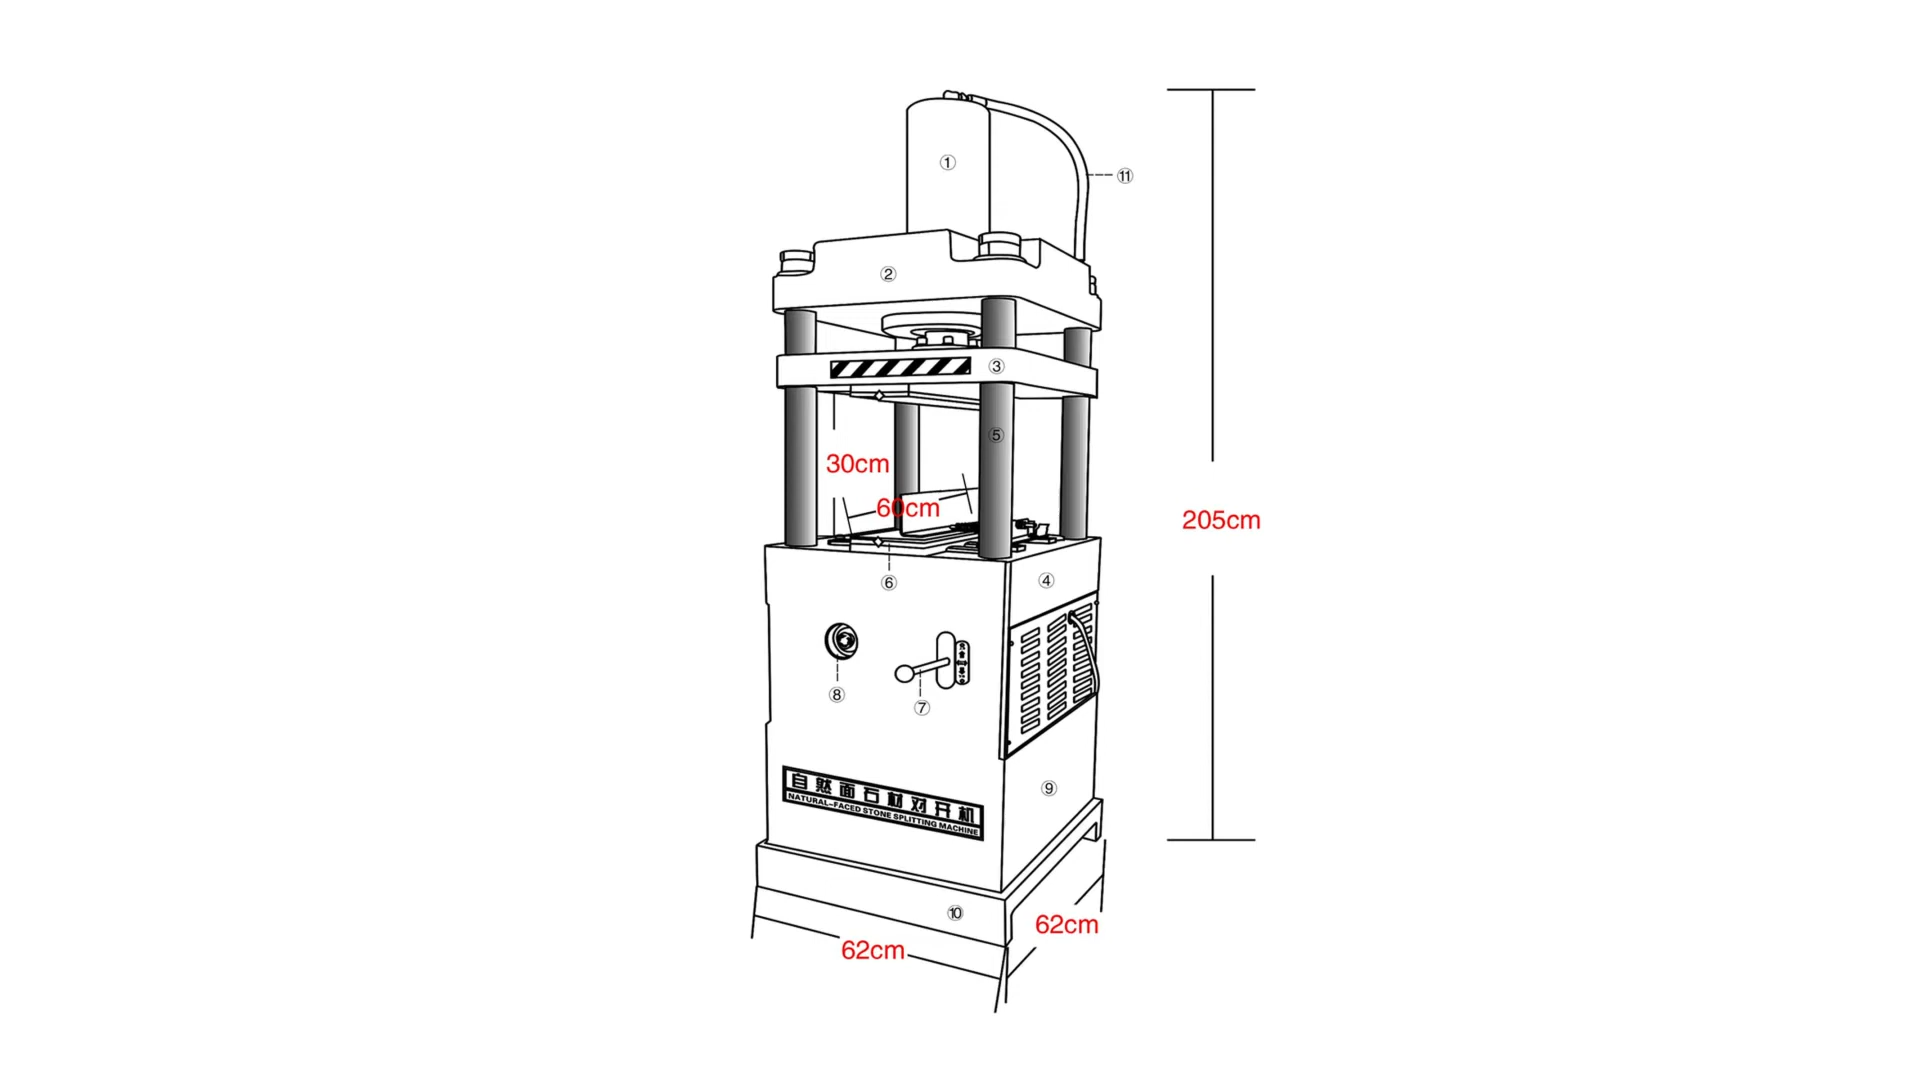 ①
⑪
②
③
⑤
30cm
60cm
205cm
④
⑥
⑧
⑦
自然面石材对开机
NATURAL-FACED STONE SPLITTING MACHINE
⑨
⑩
62cm
62cm